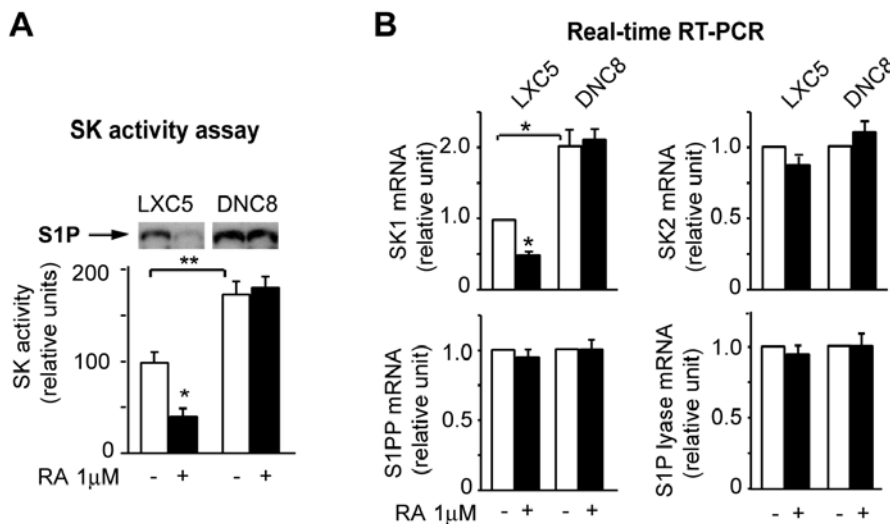 A
SK activity assay
LXC5 DNC8
S1P
200
**
100
*
0
SK activity
(relative units)
RA 1µM - + - +
B
Real-time RT-PCR
LXC5 DNC8
*
2.0
1.0
*
0
SK1 mRNA
(relative unit)
LXC5 DNC8
1.0
0.5
0
SK2 mRNA
(relative unit)
1.0
0.5
0
S1PP mRNA
(relative unit)
RA 1µM - + - +
1.0
0.5
0
S1P lyase mRNA
(relative unit)
- + - +